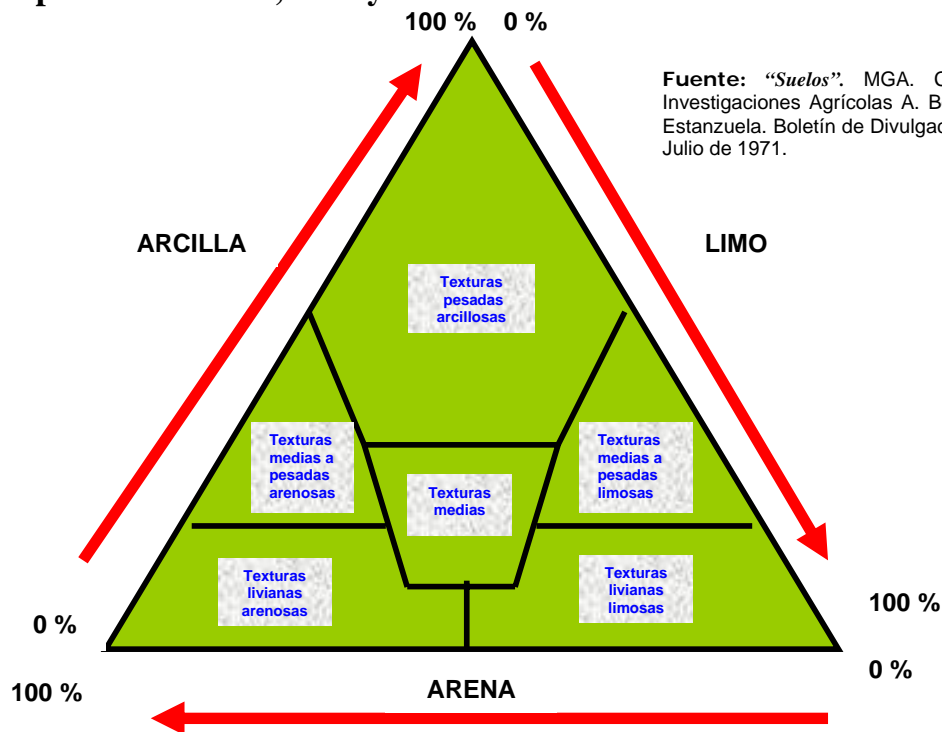 100 % 0 %
Fuente: “Suelos”. MGA.
Investigaciones Agrícolas A.
Estanzuela. Boletín de
Julio de 1971.
ARCILLA
LIMO
Texturas
pesadas
arcillosas
Texturas
medias a
pesadas
arenosas
Texturas
medias
Texturas
medias a
pesadas
limosas
Texturas
livianas
arenosas
Texturas
livianas
limosas
0 %
100 %
100 %
0 %
ARENA